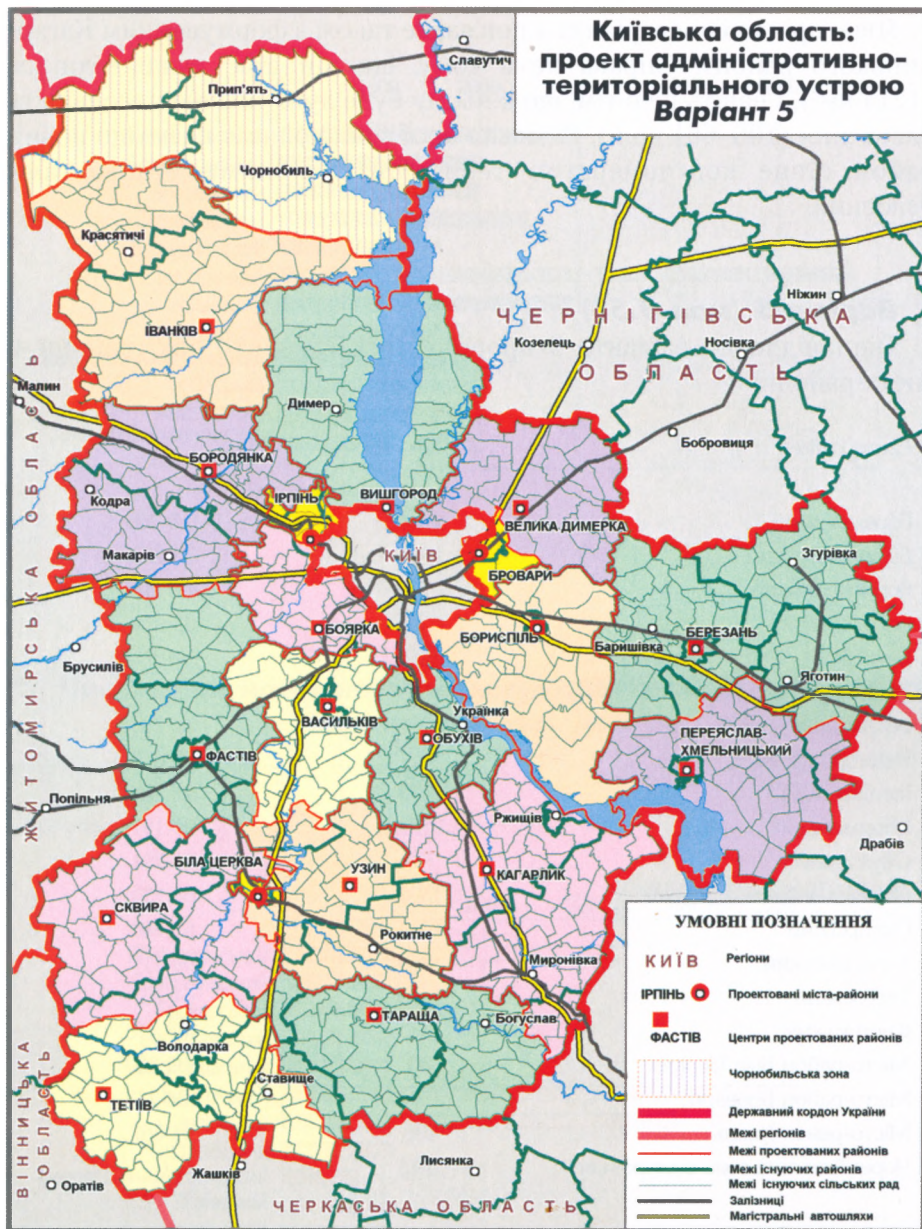 Київська область:
проект адміністративно-
територіального устрою
Варіант 5
Славутич
Прип'ять
Чорнобиль
Красятичі
ІВАНКІВ
ЧЕРНІГІВСЬКА
ОБЛАСТЬ
Ніжин
Козелець
Носівка
Бобровиця
Малин
Димер
БОРОДЯНКА
ІРПІНЬ
ВИШГОРОД
Кодра
ВЕЛИКА ДИМЕРКА
Макарів
КИЇВ
БРОВАРИ
Згурівка
ЖИТОМИРСЬКА ОБЛАСТЬ
БОЯРКА
БОРИСПІЛЬ
Баришівка
БЕРЕЗАНЬ
Брусилів
Яготин
ВАСИЛЬКІВ
Українка
ОБУХІВ
ПЕРЕЯСЛАВ-
ХМЕЛЬНИЦЬКИЙ
ФАСТІВ
Попільня
Ржищів
Драбів
БІЛА ЦЕРКВА
УЗИН
КАГАРЛИК
СКВИРА
Рокитне
Миронівка
ТАРАЩА
Богуслав
Володарка
Ставище
ТЕТІЇВ
ВІННИЦЬКА
ОБЛАСТЬ
Жашків
Лисянка
Оратів
ЧЕРКАСЬКА ОБЛАСТЬ
УМОВНІ ПОЗНАЧЕННЯ
КИЇВ Регіони
ІРПІНЬ Проектовані міста-райони
ФАСТІВ Центри проектованих районів
Чорнобильська зона
Державний кордон України
Межі регіонів
Межі проектованих районів
Межі існуючих районів
Межі існуючих сільських рад
Залізниці
Магістральні автошляхи